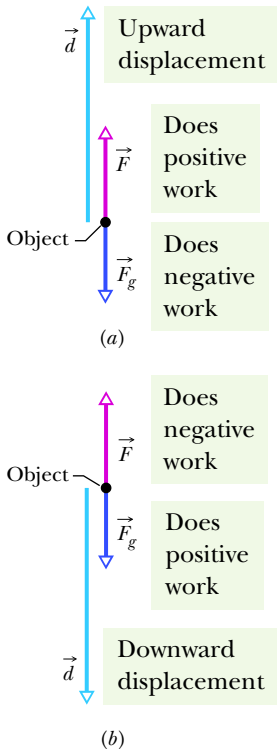 Upward
displacement
d
Does
positive
work
F
Object
Does
negative
work
F_g
(a)
Does
negative
work
F
Object
Does
positive
work
F_g
Downward
displacement
d
(b)